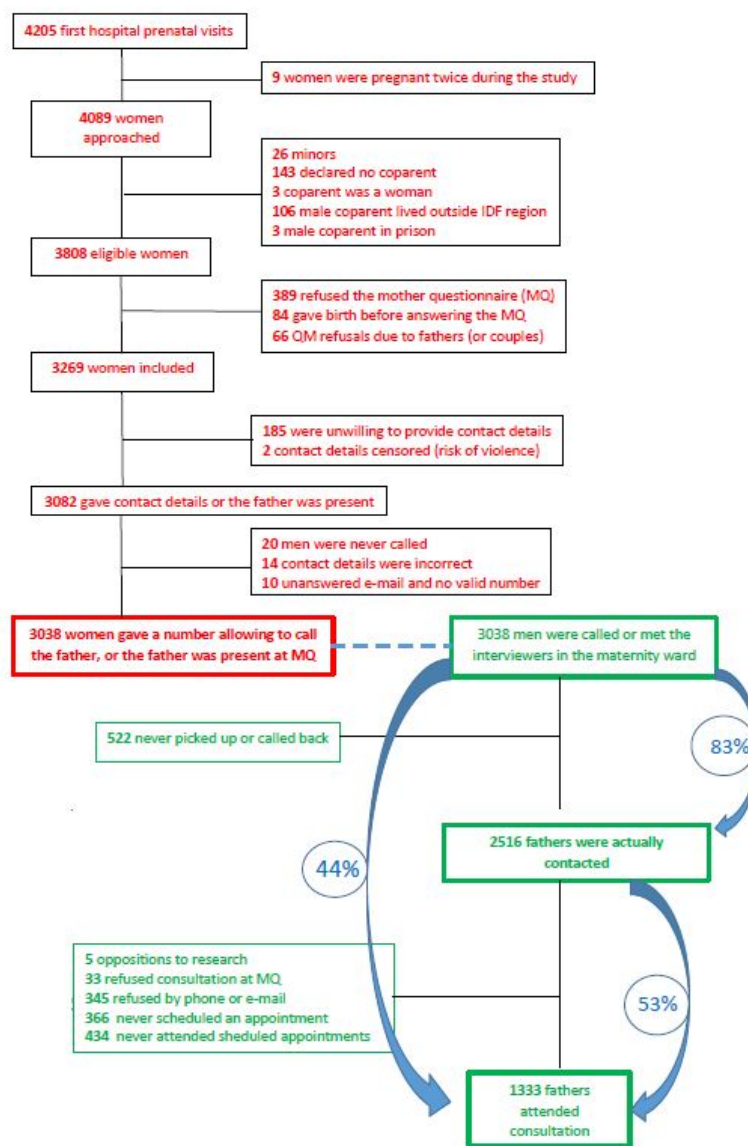 4205 first hospital prenatal visits
9 women were pregnant twice during the study
4089 women
approached
26 minors
143 declared no coparent
3 coparent was a woman
106 male coparent lived outside IDF region
3 male coparent in prison
3808 eligible women
389 refused the mother questionnaire (MQ)
84 gave birth before answering the MQ
66 QM refusals due to fathers (or couples)
3269 women included
185 were unwilling to provide contact details
2 contact details censored (risk of violence)
3082 gave contact details or the father was present
20 men were never called
14 contact details were incorrect
10 unanswered e-mail and no valid number
3038 women gave a number allowing to call
the father, or the father was present at MQ
3038 men were called or met the
interviewers in the maternity ward
522 never picked up or called back
83%
2516 fathers were actually
contacted
44%
5 oppositions to research
33 refused consultation at MQ
345 refused by phone or e-mail
366 never scheduled an appointment
434 never attended sheduled appointments
53%
1333 fathers
attended
consultation